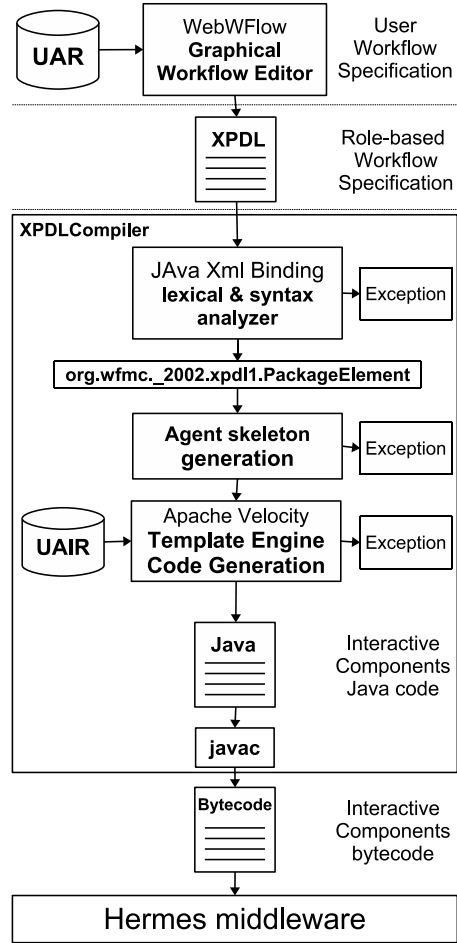 UAR
WebWFlow
Graphical
Workflow Editor
User
Workflow
Specification
XPDL
Role-based
Workflow
Specification
XPDLCompiler
JAva Xml Binding
lexical & syntax
analyzer
Exception
org.wfmc._2002.xpdl1.PackageElement
Agent skeleton
generation
Exception
UAIR
Apache Velocity
Template Engine
Code Generation
Exception
Java
Interactive
Components
Java code
javac
Bytecode
Interactive
Components
bytecode
Hermes middleware